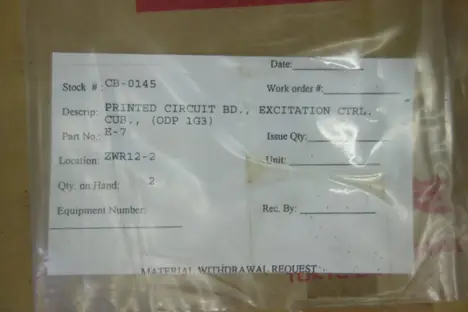 Date:
Stock # : CB-0145
Work order #:
Descrip: PRINTED CIRCUIT BD., EXCITATION CTRL.
CUB., (ODP 1G3)
Part No.: E-7
Issue Qty:
Location: ZWR12-2
Unit:
Qty. on Hand: 2
Equipment Number:
Rec. By:
MATERIAL WITHDRAWAL REQUEST